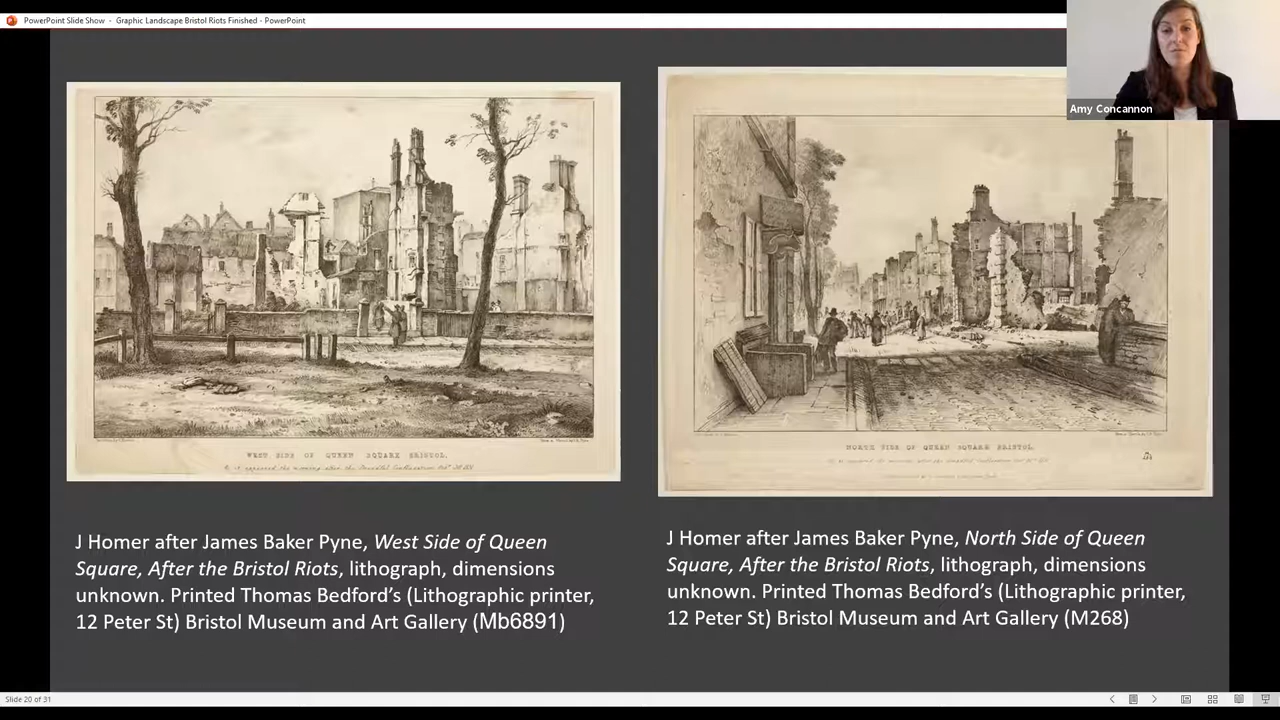 PowerPoint Slide Show - Graphic Landscape Bristol Riots Finished - PowerPoint
Amy Concannon
WEST SIDE OF QUEEN SQUARE BRISTOL.
NORTH SIDE OF QUEEN SQUARE BRISTOL.
J Homer after James Baker Pyne, West Side of Queen
Square, After the Bristol Riots, lithograph, dimensions
unknown. Printed Thomas Bedford’s (Lithographic printer,
12 Peter St) Bristol Museum and Art Gallery (Mb6891)
J Homer after James Baker Pyne, North Side of Queen
Square, After the Bristol Riots, lithograph, dimensions
unknown. Printed Thomas Bedford’s (Lithographic printer,
12 Peter St) Bristol Museum and Art Gallery (M268)
Slide 20 of 31